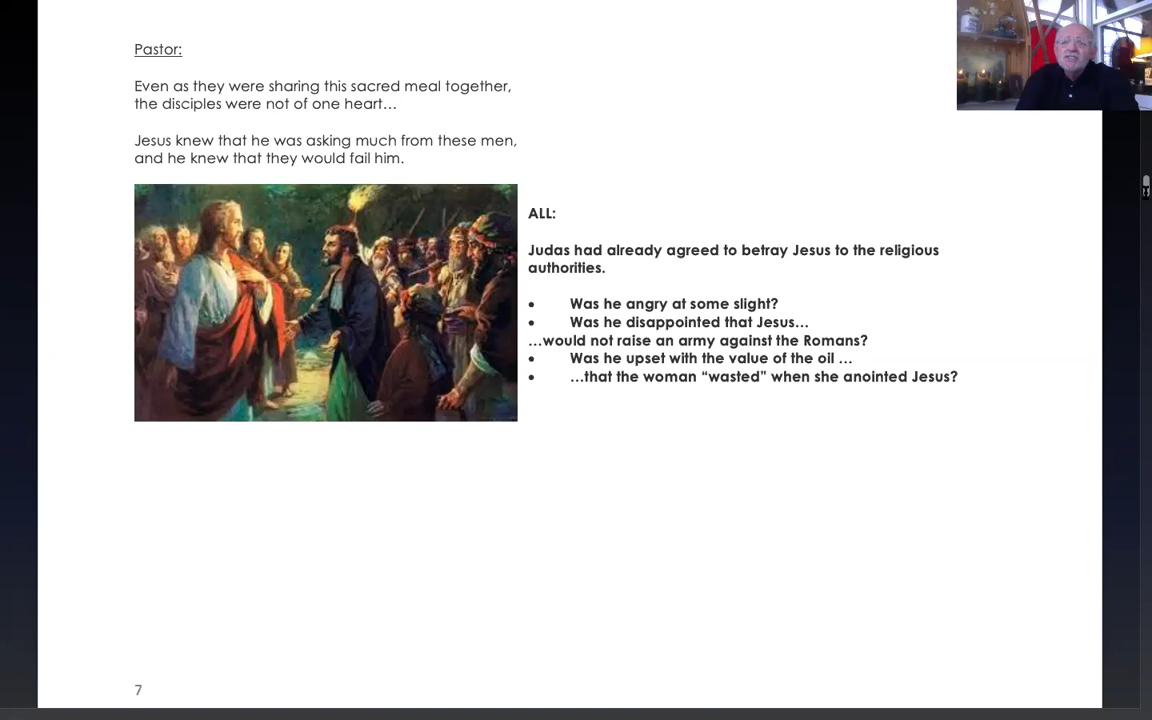 Pastor:
Even as they were sharing this sacred meal together,
the disciples were not of one heart…
Jesus knew that he was asking much from these men,
and he knew that they would fail him.
ALL:
Judas had already agreed to betray Jesus to the religious
authorities.
• Was he angry at some slight?
• Was he disappointed that Jesus…
…would not raise an army against the Romans?
• Was he upset with the value of the oil …
• …that the woman “wasted” when she anointed Jesus?
7